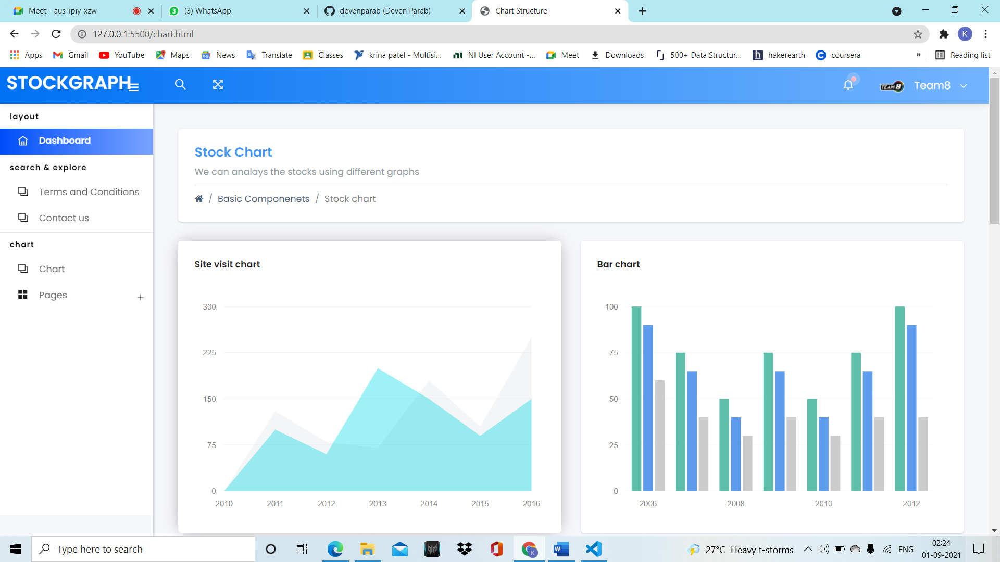 Meet - aus-ipiy-xzw
(3) WhatsApp
devenparab (Deven Parab)
Chart Structure
127.0.0.1:5500/chart.html
K
Apps
Gmail
YouTube
Maps
News
Translate
Classes
krina patel - Multisi...
NI User Account -...
Meet
Downloads
500+ Data Structur...
hakerearth
coursera
»
Reading list
STOCKGRAPH
TEAM 8
Team8
layout
Dashboard
search & explore
Terms and Conditions
Contact us
chart
Chart
Pages
Stock Chart
We can analays the stocks using different graphs
/ Basic Componenets / Stock chart
Site visit chart
300
225
150
75
0
2010 2011 2012 2013 2014 2015 2016
Bar chart
100
75
50
25
0
2006 2008 2010 2012
Type here to search
27°C Heavy t-storms
ENG
02:24
01-09-2021